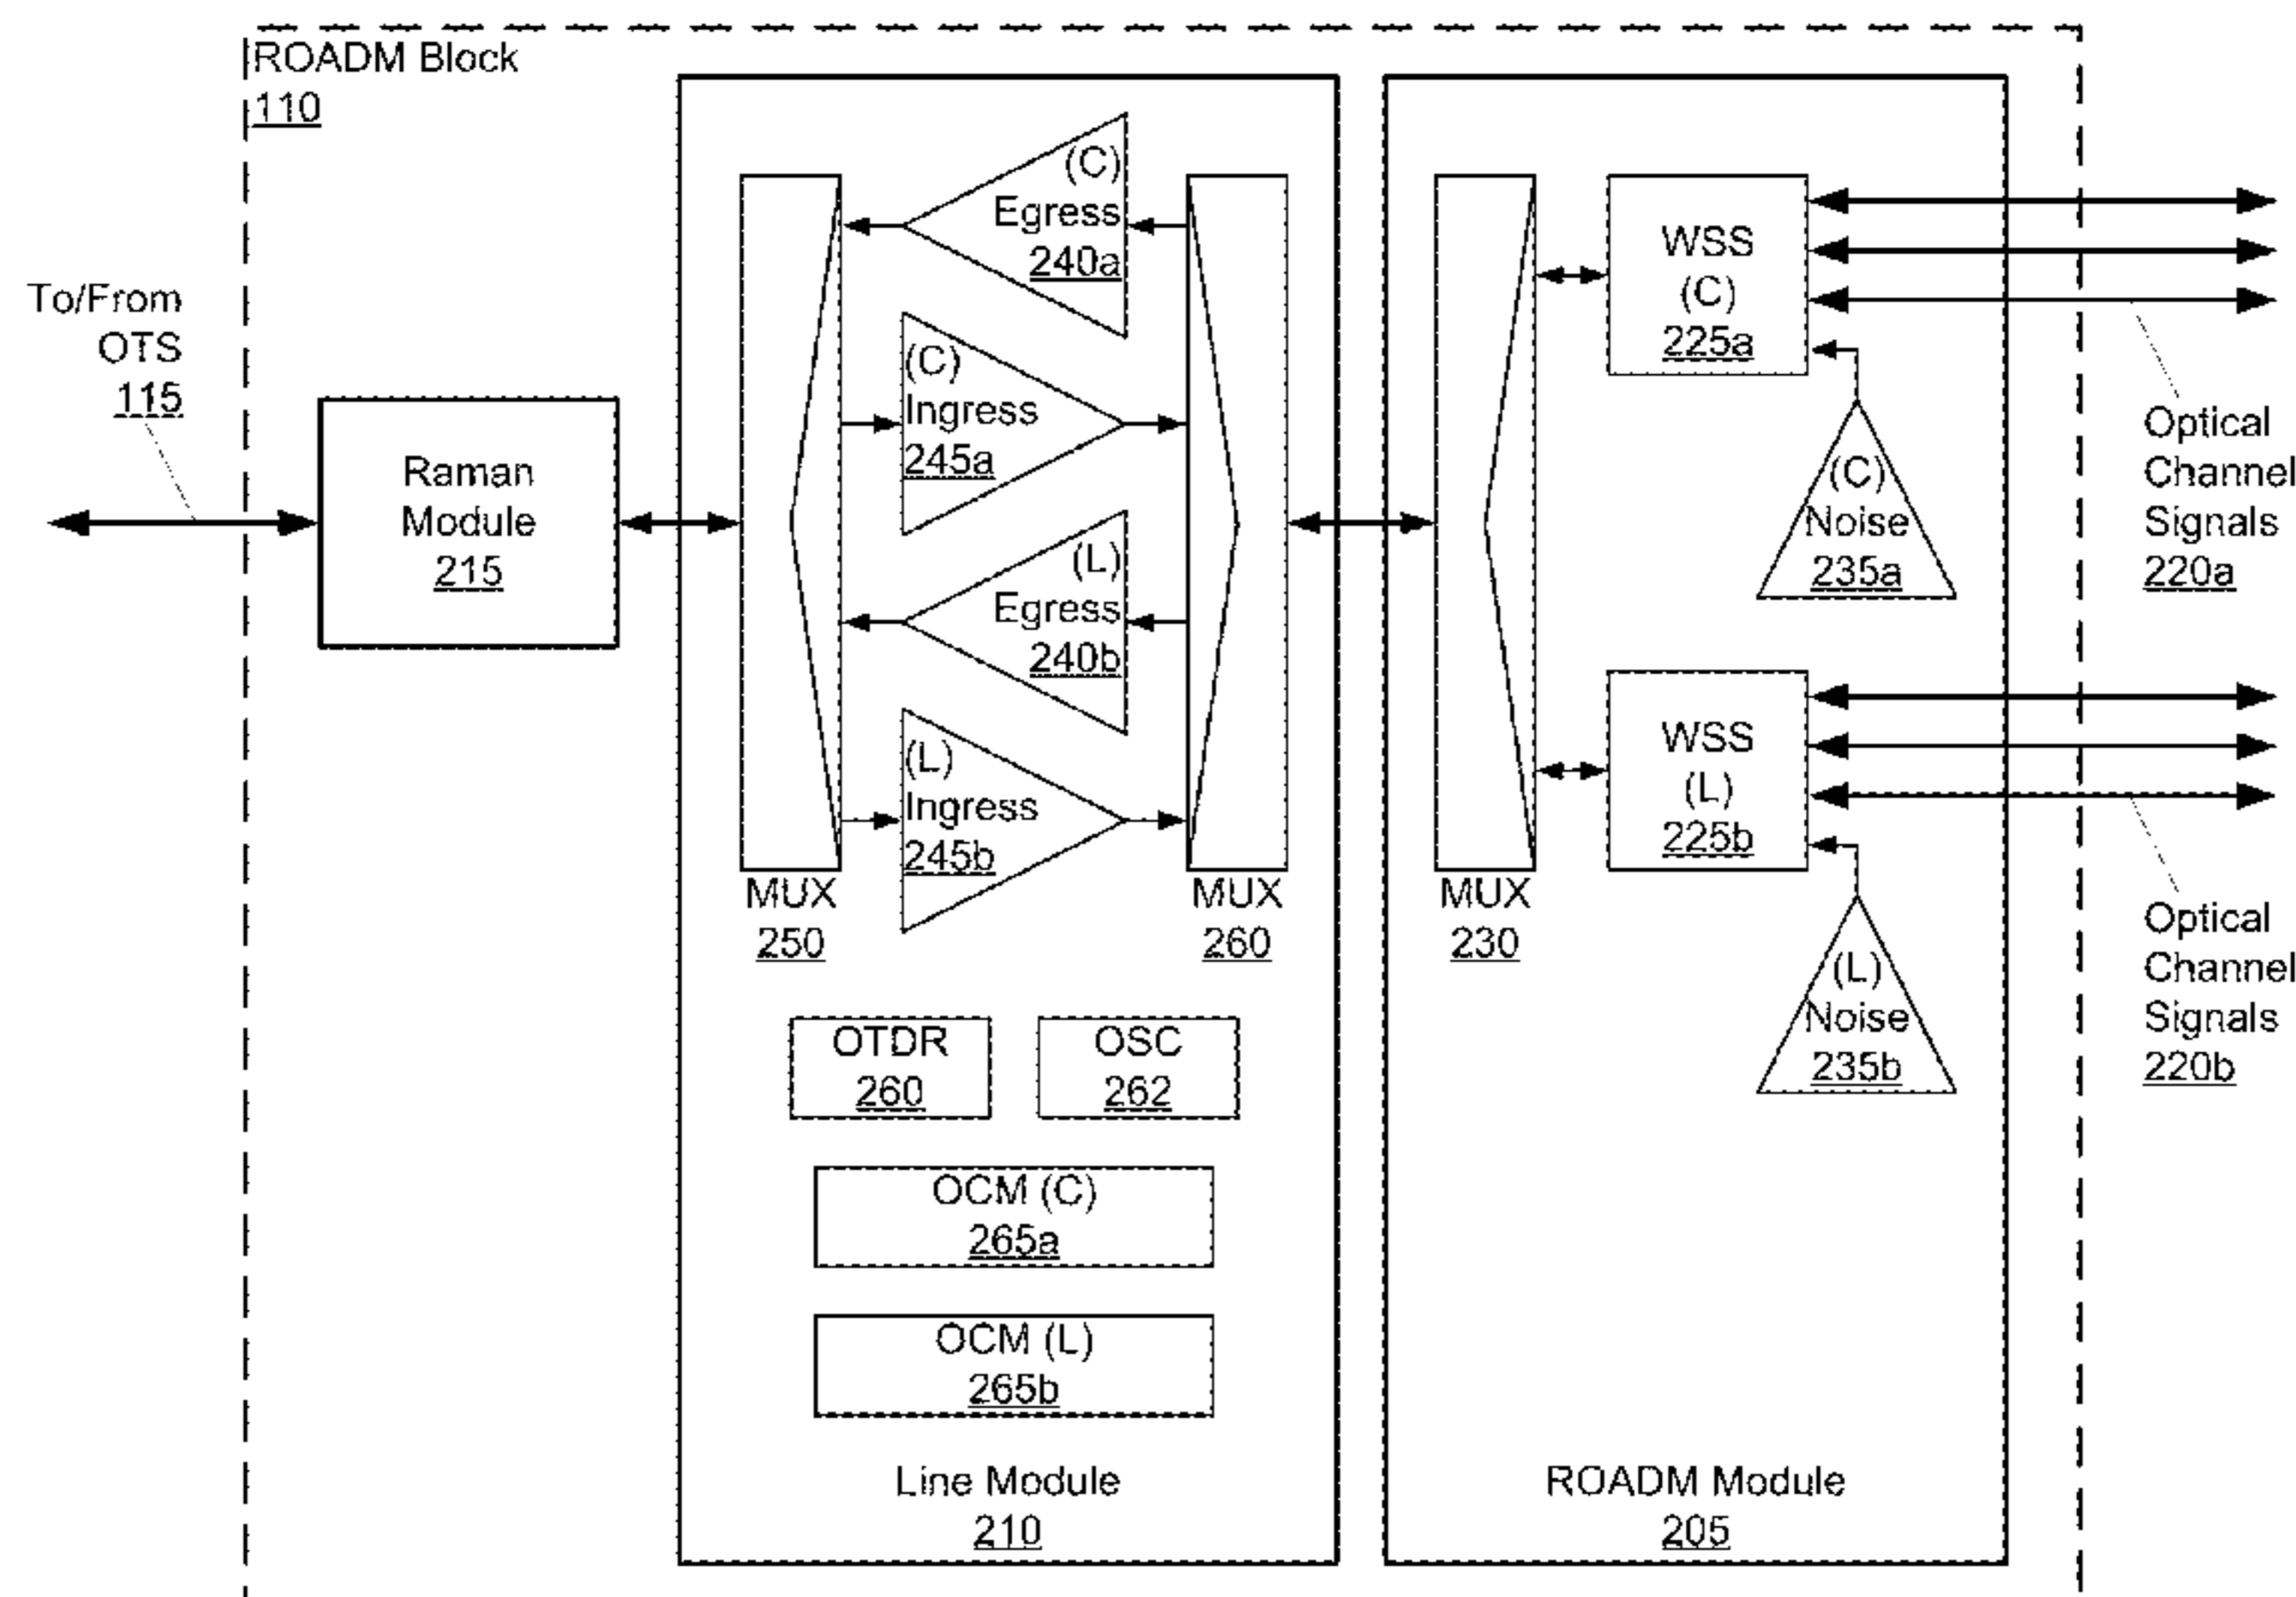 ROADM Block
110
To/From
OTS
115
Raman
Module
215
(C)
Egress
240a
(C)
Ingress
245a
(L)
Egress
240b
(L)
Ingress
245b
MUX
250
MUX
260
OTDR
260
OSC
262
OCM (C)
265a
OCM (L)
265b
Line Module
210
MUX
230
WSS
(C)
225a
(C)
Noise
235a
WSS
(L)
225b
(L)
Noise
235b
ROADM Module
205
Optical
Channel
Signals
220a
Optical
Channel
Signals
220b